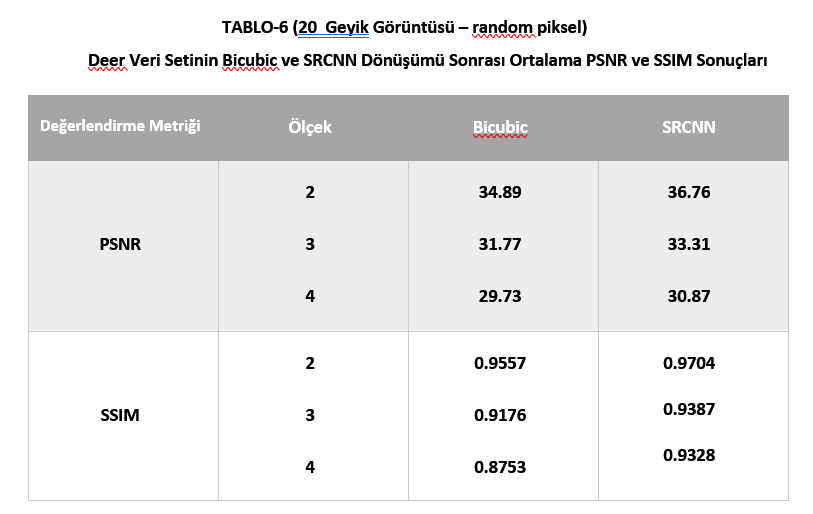 TABLO-6 (20 Geyik Görüntüsü – random piksel)
Deer Veri Setinin Bicubic ve SRCNN Dönüşümü Sonrası Ortalama PSNR ve SSIM Sonuçları
Değerlendirme Metriği Ölçek Bicubic SRCNN
2 34.89 36.76
PSNR 3 31.77 33.31
4 29.73 30.87
2 0.9557 0.9704
SSIM 3 0.9176 0.9387
4 0.8753 0.9328